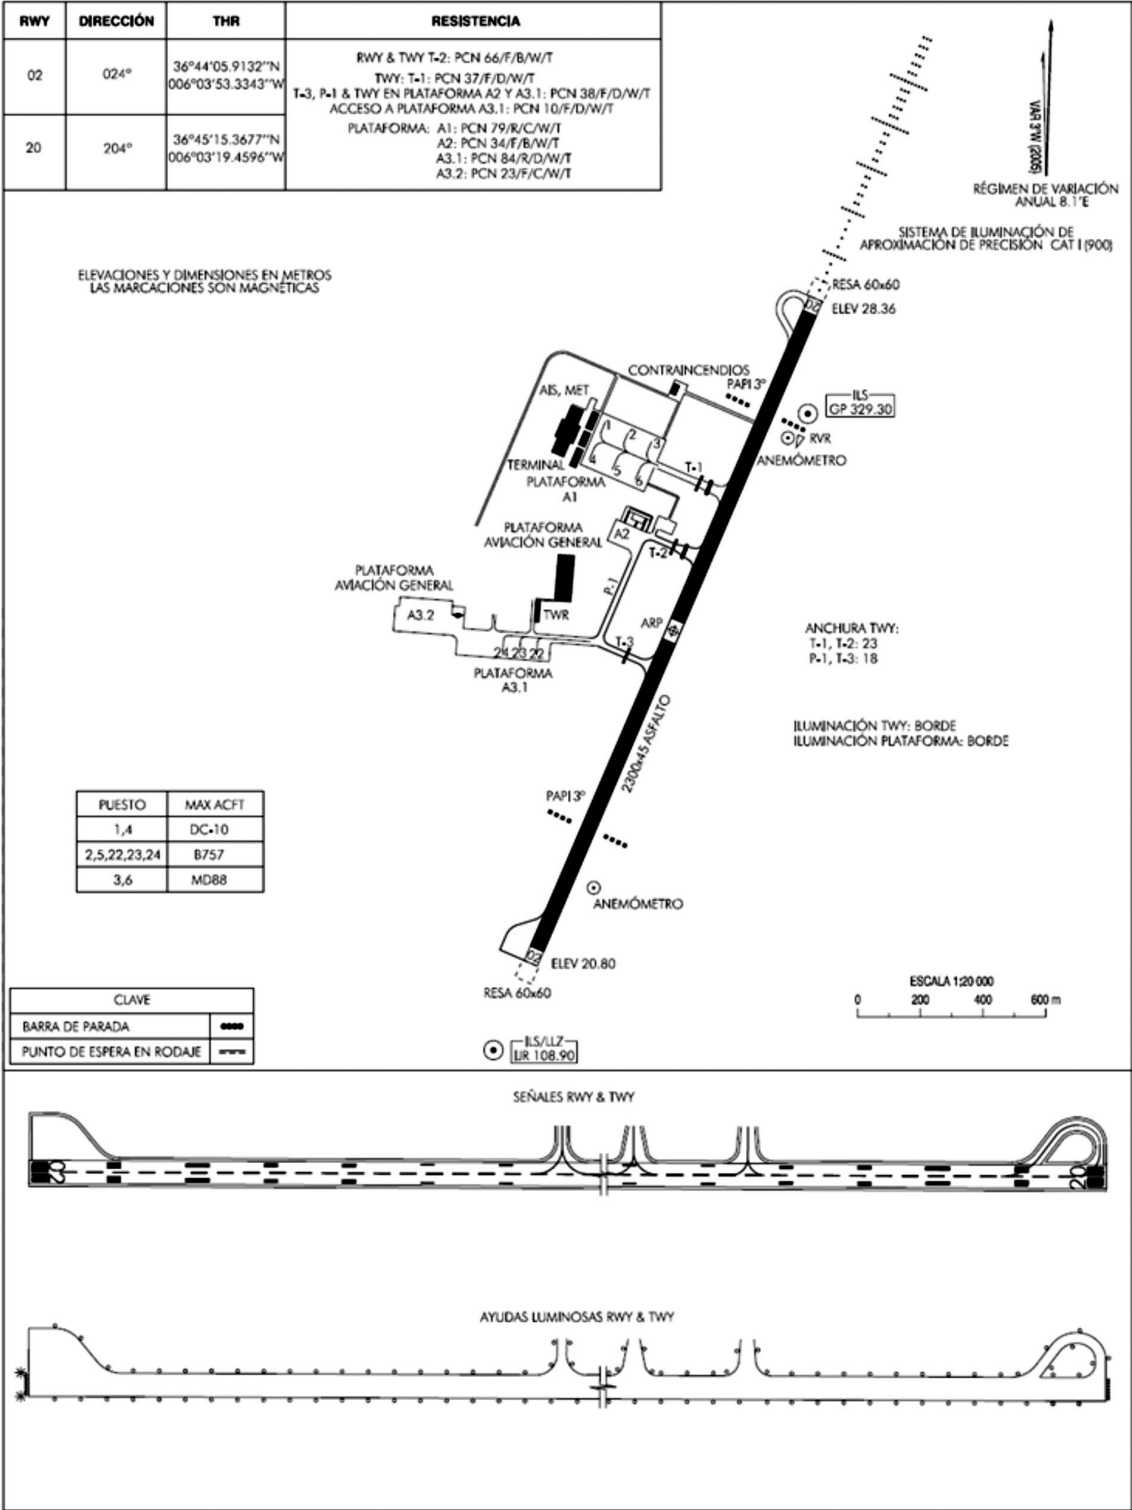 RWY DIRECCIÓN THR RESISTENCIA
02 024° 36°44'05.9132''N
006°03'53.3343''W
20 204° 36°45'15.3677''N
006°03'19.4596''W
RWY & TWY T-2: PCN 66/F/B/W/T
TWY: T-1: PCN 37/F/D/W/T
T-3, P-1 & TWY EN PLATAFORMA A2 Y A3.1: PCN 38/F/D/W/T
ACCESO A PLATAFORMA A3.1: PCN 10/F/D/W/T
PLATAFORMA: A1: PCN 79/R/C/W/T
A2: PCN 34/F/B/W/T
A3.1: PCN 84/R/D/W/T
A3.2: PCN 23/F/C/W/T
VAR 3°W (2005)
RÉGIMEN DE VARIACIÓN
ANUAL 8.1'E
SISTEMA DE ILUMINACIÓN DE
APROXIMACIÓN DE PRECISIÓN CAT I (900)
ELEVACIONES Y DIMENSIONES EN METROS
LAS MARCACIONES SON MAGNÉTICAS
RESA 60x60
20
ELEV 28.36
CONTRAINCENDIOS
PAPI 3°
AIS, MET
ILS
GP 329.30
RVR
ANEMÓMETRO
1
2
3
4
5
6
TERMINAL
PLATAFORMA
A1
T-1
PLATAFORMA
AVIACIÓN GENERAL
A2
T-2
PLATAFORMA
AVIACIÓN GENERAL
A3.2
TWR
P-1
ARP
T-3
24 23 22
PLATAFORMA
A3.1
ANCHURA TWY:
T-1, T-2: 23
P-1, T-3: 18
2300x45 ASFALTO
ILUMINACIÓN TWY: BORDE
ILUMINACIÓN PLATAFORMA: BORDE
PUESTO MAX ACFT
1,4 DC-10
2,5,22,23,24 B757
3,6 MD88
PAPI 3°
ANEMÓMETRO
02
ELEV 20.80
RESA 60x60
ESCALA 1:20 000
0 200 400 600 m
CLAVE
BARRA DE PARADA
PUNTO DE ESPERA EN RODAJE
ILS/LLZ
IJR 108.90
SEÑALES RWY & TWY
02
20
AYUDAS LUMINOSAS RWY & TWY